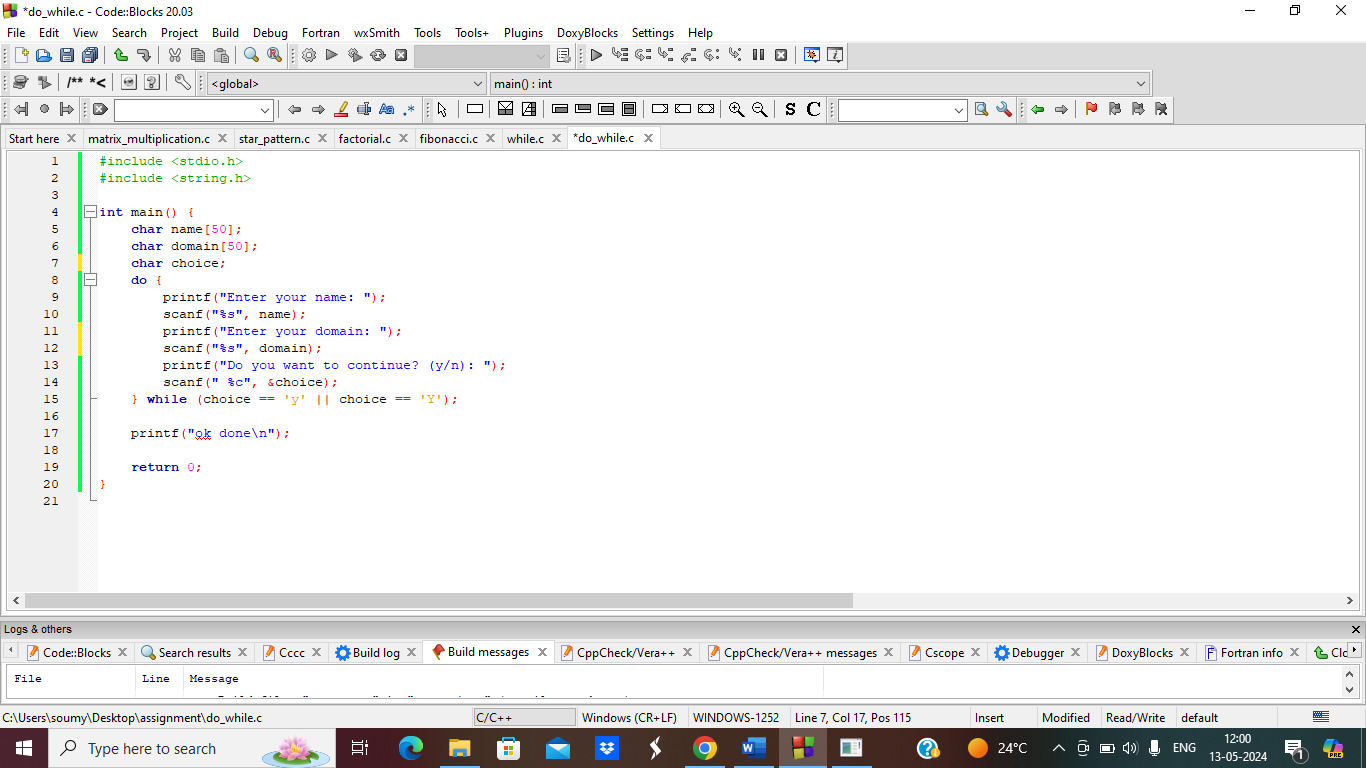 *do_while.c - Code::Blocks 20.03
File Edit View Search Project Build Debug Fortran wxSmith Tools Tools+ Plugins DoxyBlocks Settings Help
/** *< <global> main() : int
Aa .* S C
Start here matrix_multiplication.c star_pattern.c factorial.c fibonacci.c while.c *do_while.c
1 #include <stdio.h>
2 #include <string.h>
3
4 int main() {
5 char name[50];
6 char domain[50];
7 char choice;
8 do {
9 printf("Enter your name: ");
10 scanf("%s", name);
11 printf("Enter your domain: ");
12 scanf("%s", domain);
13 printf("Do you want to continue? (y/n): ");
14 scanf(" %c", &choice);
15 } while (choice == 'y' || choice == 'Y');
16
17 printf("ok done\n");
18
19 return 0;
20 }
21
Logs & others
Code::Blocks Search results Cccc Build log Build messages CppCheck/Vera++ CppCheck/Vera++ messages Cscope Debugger DoxyBlocks Fortran info Clo
File Line Message
C:\Users\soumy\Desktop\assignment\do_while.c C/C++ Windows (CR+LF) WINDOWS-1252 Line 7, Col 17, Pos 115 Insert Modified Read/Write default
Type here to search 24°C ENG 12:00
13-05-2024 1 PRE